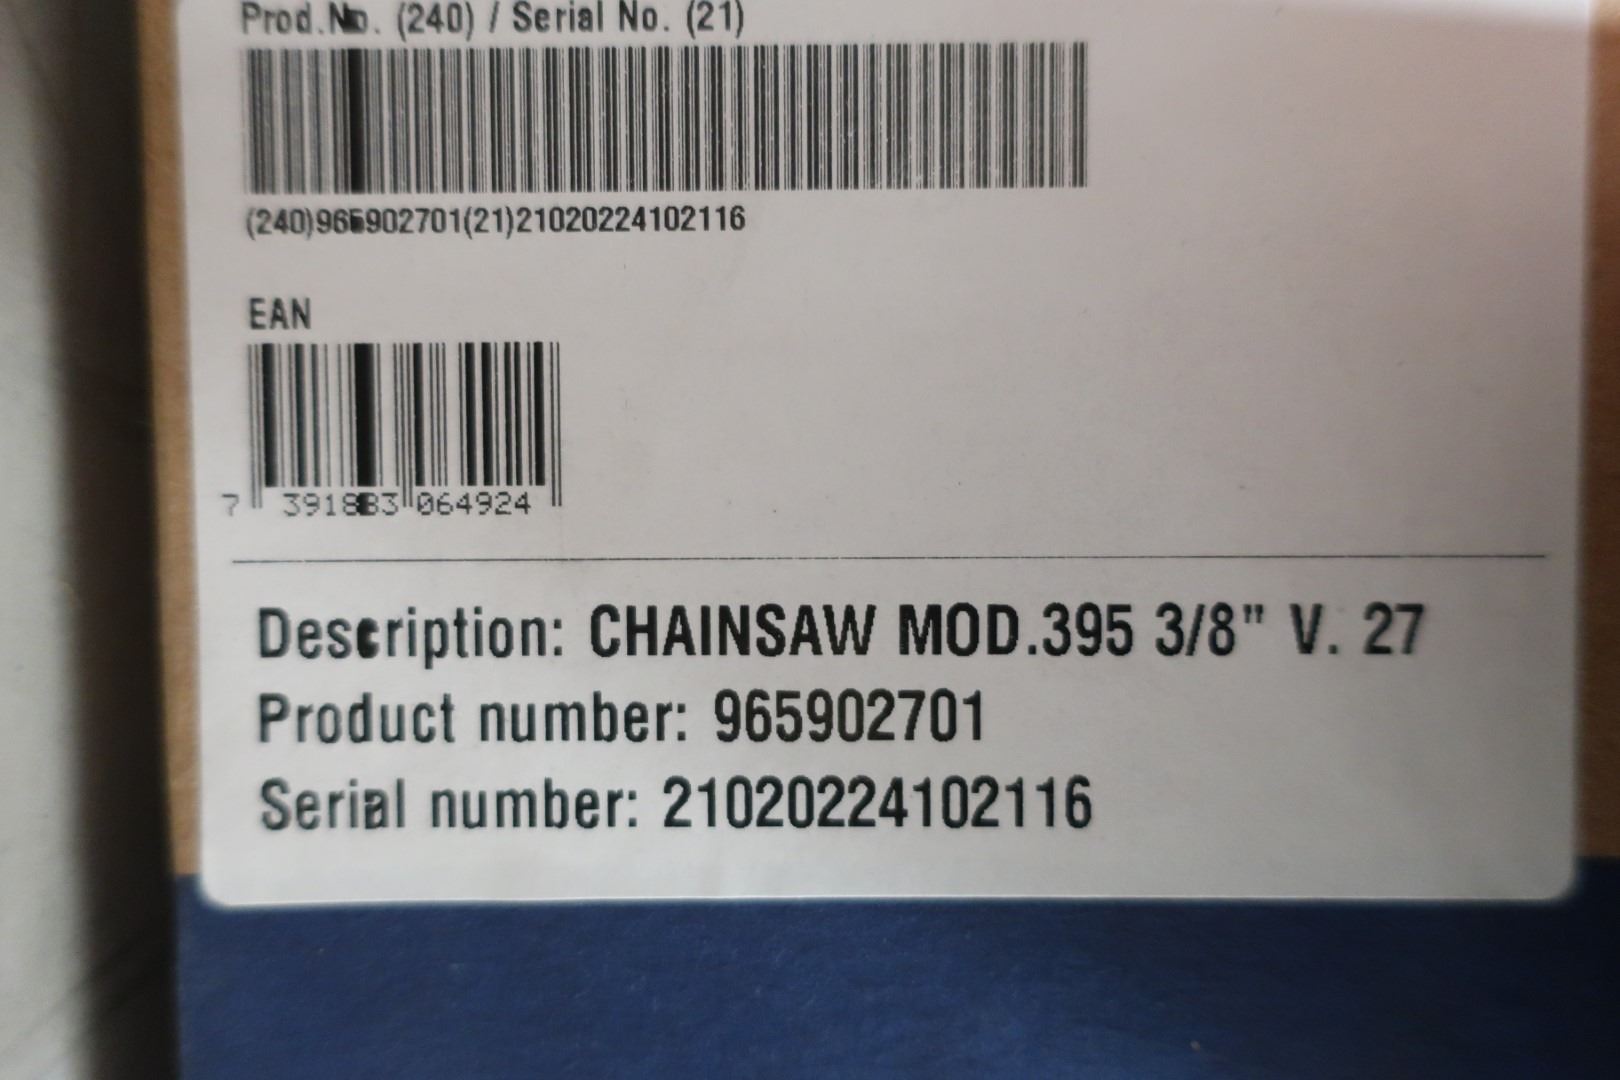 Prod.No. (240) / Serial No. (21)
(240)965902701(21)21020224102116
EAN
7 391883 064924
Description: CHAINSAW MOD.395 3/8" V. 27
Product number: 965902701
Serial number: 21020224102116